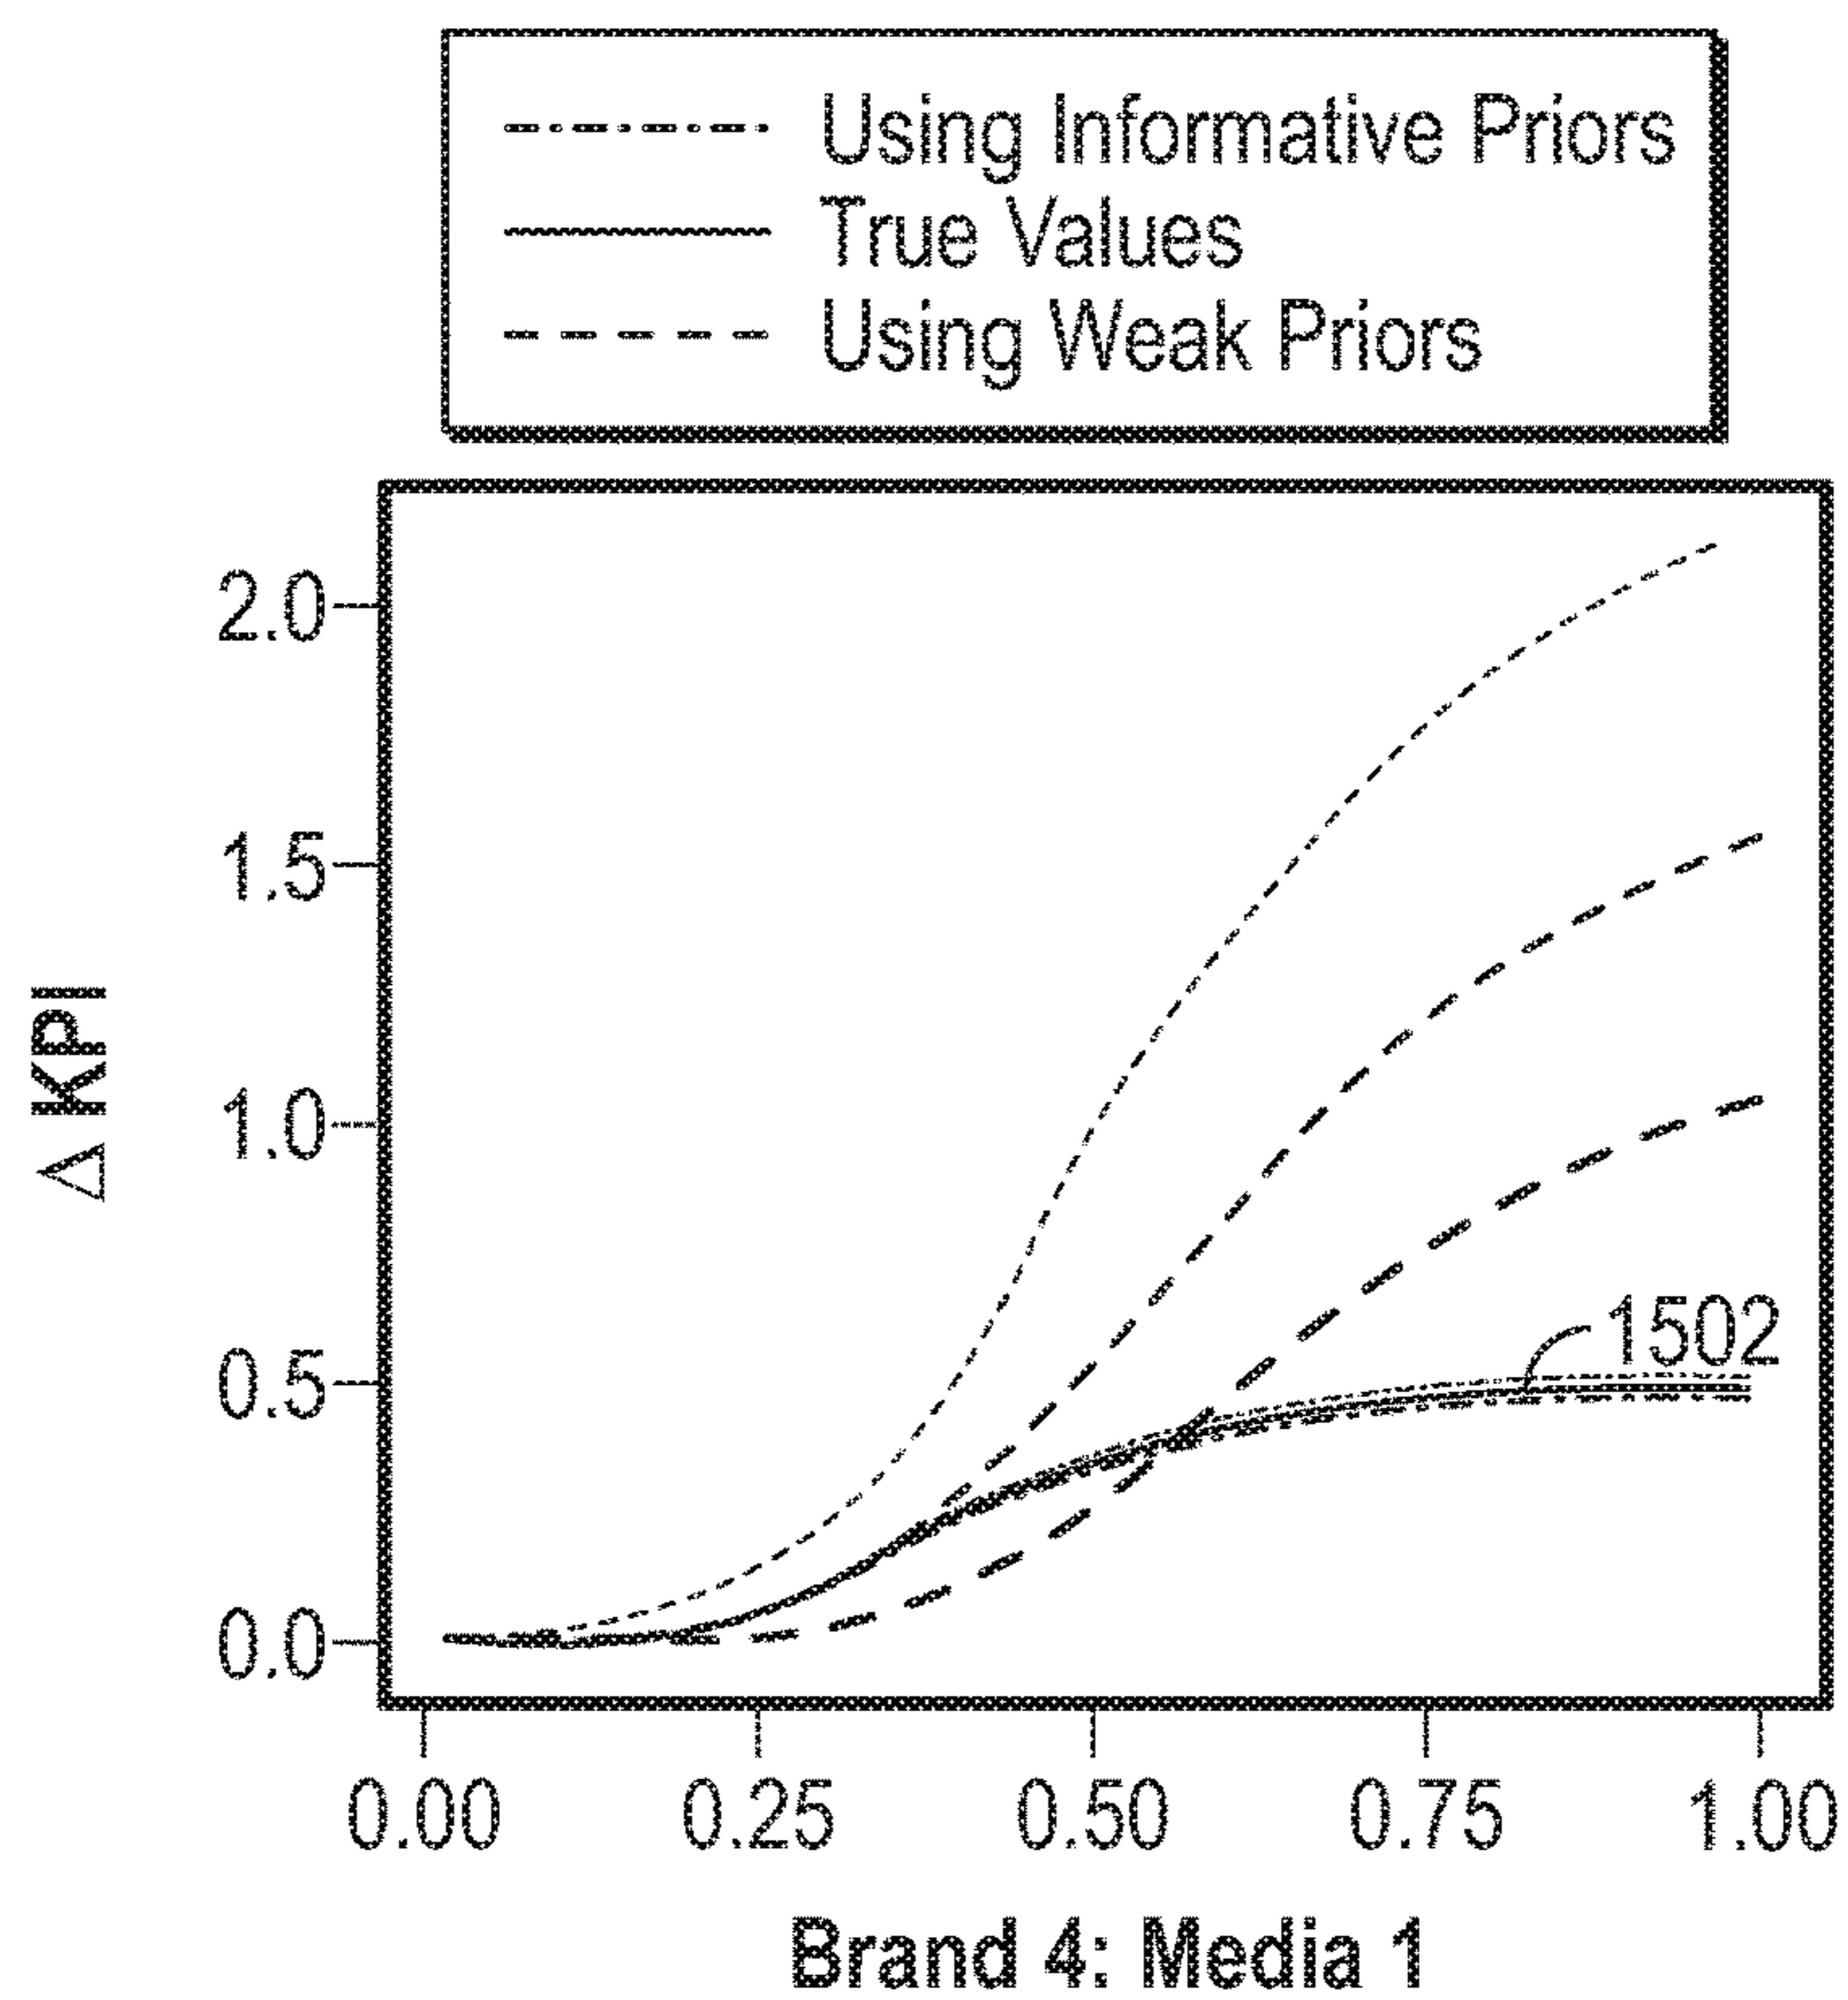 Using Informative Priors
True Values
Using Weak Priors
2.0
1.5
1.0
0.5
0.0
Δ KPI
1502
0.00 0.25 0.50 0.75 1.00
Brand 4: Media 1